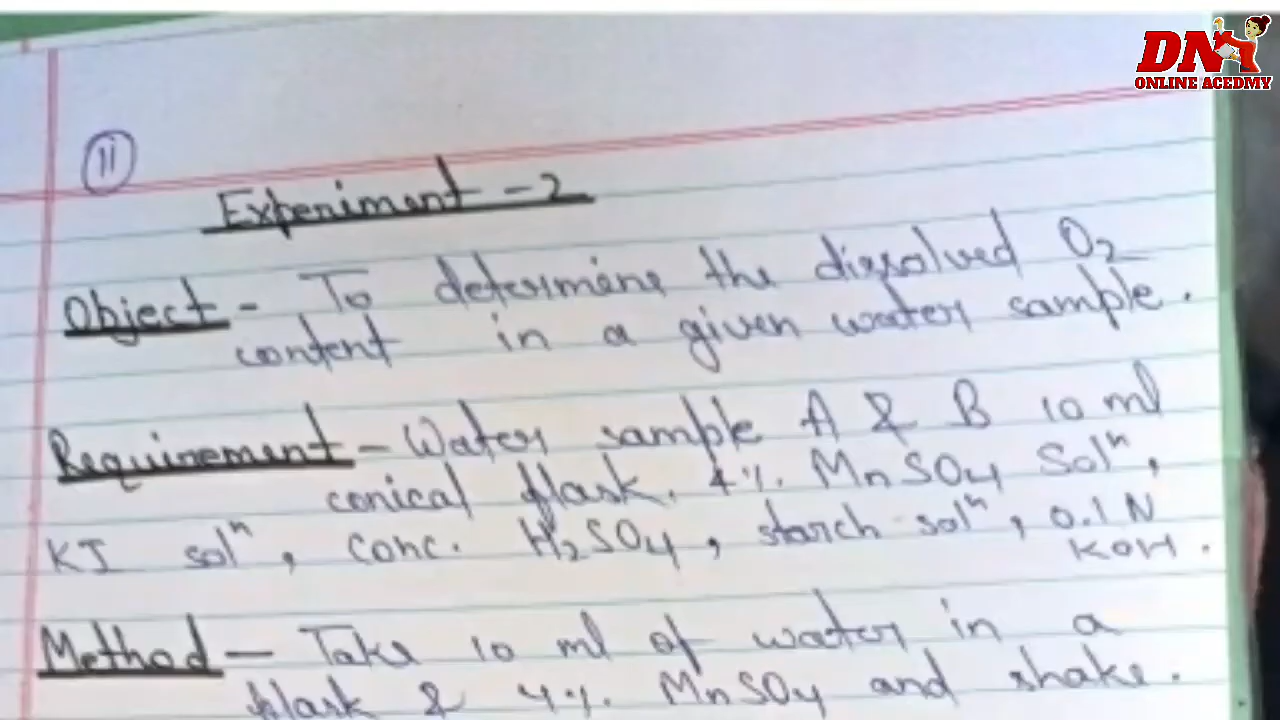 DN
ONLINE ACEDMY
11
Experiment - 2
Object - To determine the dissolved O2
content in a given water sample.
Requirement - Water sample A & B 10 ml
conical flask, 4%. MnSO4 Solⁿ,
KI solⁿ, conc. H2SO4, starch solⁿ, 0.1 N
KOH.
Method - Take 10 ml of water in a
flask & 4%. MnSO4 and shake.